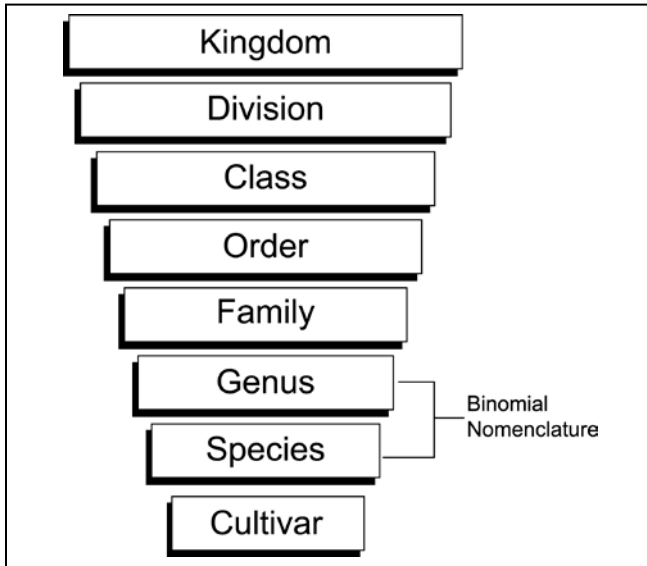 Kingdom
Division
Class
Order
Family
Genus
Species
Cultivar
Binomial
Nomenclature